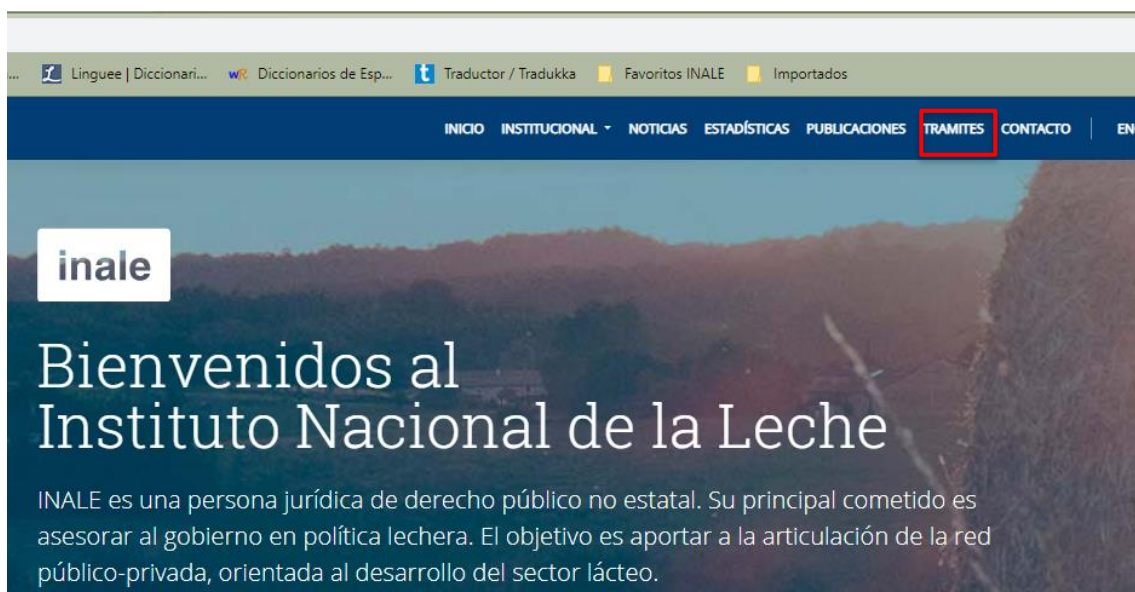 ... Linguee | Diccionari... wR Diccionarios de Esp... t Traductor / Tradukka Favoritos INALE Importados
INICIO INSTITUCIONAL NOTICIAS ESTADÍSTICAS PUBLICACIONES TRAMITES CONTACTO EN
inale
Bienvenidos al
Instituto Nacional de la Leche
INALE es una persona jurídica de derecho público no estatal. Su principal cometido es
asesorar al gobierno en política lechera. El objetivo es aportar a la articulación de la red
público-privada, orientada al desarrollo del sector lácteo.